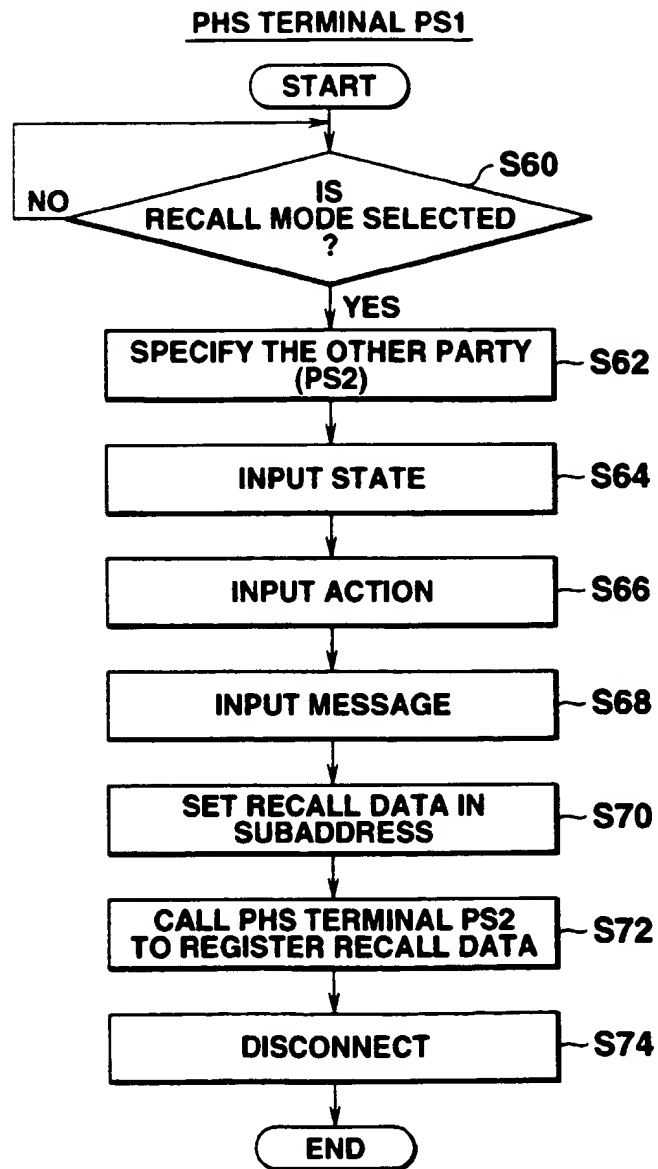 PHS TERMINAL PS1
START
S60
IS
RECALL MODE SELECTED
?
NO
YES
SPECIFY THE OTHER PARTY
(PS2)
S62
INPUT STATE
S64
INPUT ACTION
S66
INPUT MESSAGE
S68
SET RECALL DATA IN
SUBADDRESS
S70
CALL PHS TERMINAL PS2
TO REGISTER RECALL DATA
S72
DISCONNECT
S74
END